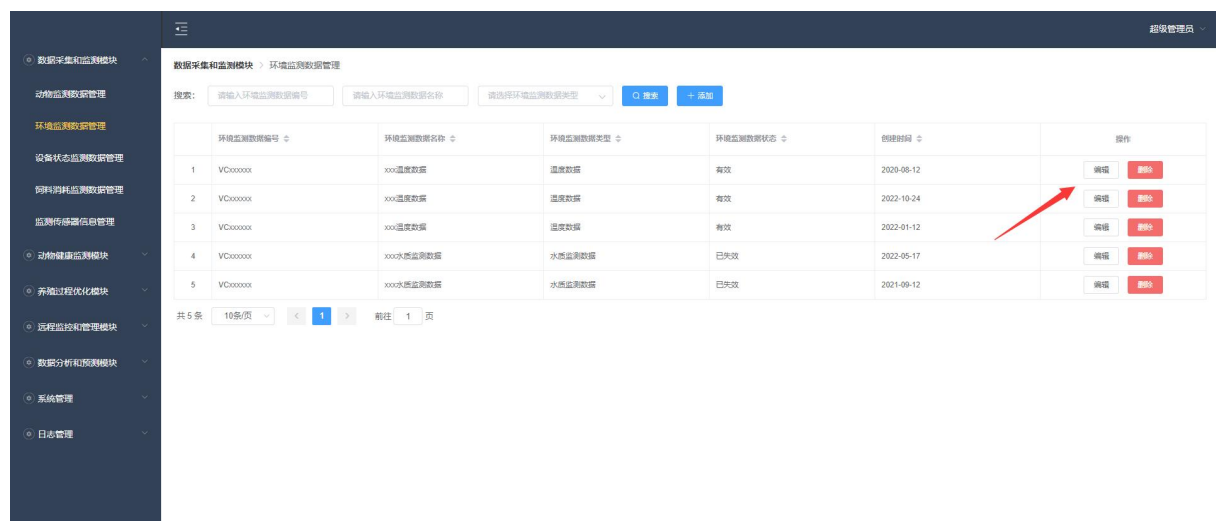 超级管理员
数据采集和监测模块
动物监测数据管理
环境监测数据管理
设备状态监测数据管理
饲料消耗监测数据管理
监测传感器信息管理
动物健康监测模块
养殖过程优化模块
远程监控和管理模块
数据分析和预测模块
系统管理
日志管理
数据采集和监测模块 > 环境监测数据管理
搜索: 请输入环境监测数据编号 请输入环境监测数据名称 请选择环境监测数据类型 搜索 + 添加
环境监测数据编号 环境监测数据名称 环境监测数据类型 环境监测数据状态 创建时间 操作
1 VCxxxxxx xxx温度数据 温度数据 有效 2020-08-12 编辑 删除
2 VCxxxxxx xxx温度数据 温度数据 有效 2022-10-24 编辑 删除
3 VCxxxxxx xxx温度数据 温度数据 有效 2022-01-12 编辑 删除
4 VCxxxxxx xxx水质监测数据 水质监测数据 已失效 2022-05-17 编辑 删除
5 VCxxxxxx xxx水质监测数据 水质监测数据 已失效 2021-09-12 编辑 删除
共 5 条 10条/页 < 1 > 前往 1 页